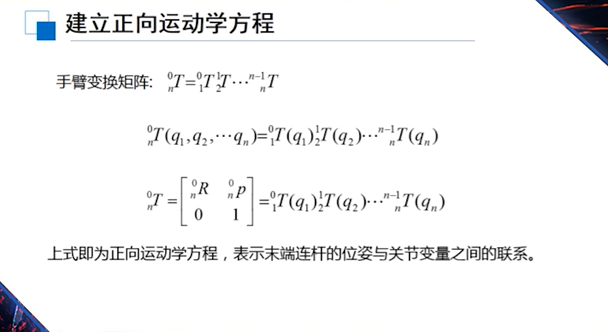 建立正向运动学方程
手臂变换矩阵: ${}^{0}_{n}T={}^{0}_{1}T{}^{1}_{2}T\cdots{}^{n-1}_{n}T$
${}^{0}_{n}T(q_1,q_2,\cdots q_n)={}^{0}_{1}T(q_1){}^{1}_{2}T(q_2)\cdots{}^{n-1}_{n}T(q_n)$
${}^{0}_{n}T=\begin{bmatrix}{}^{0}_{n}R & {}^{0}_{n}p\\0 & 1\end{bmatrix}={}^{0}_{1}T(q_1){}^{1}_{2}T(q_2)\cdots{}^{n-1}_{n}T(q_n)$
上式即为正向运动学方程，表示末端连杆的位姿与关节变量之间的联系。